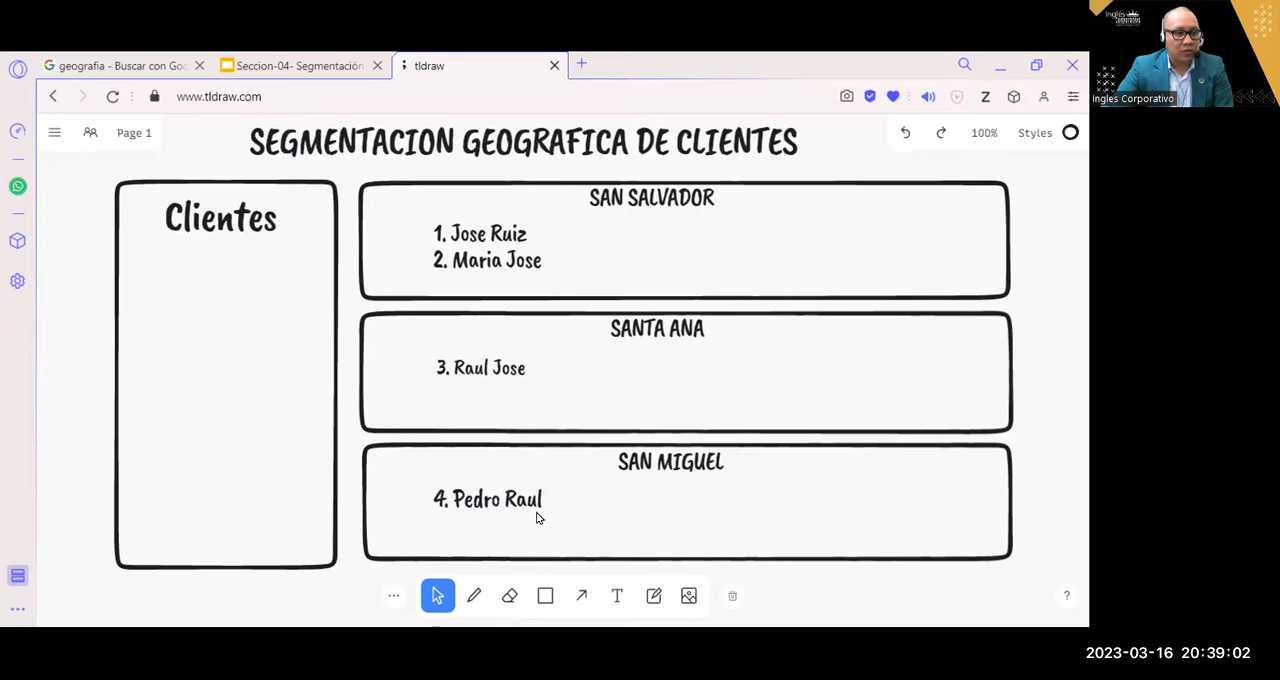 geografia - Buscar con Goo
Seccion-04- Segmentación
tldraw
www.tldraw.com
Z
Page 1
100%
Styles
SEGMENTACION GEOGRAFICA DE CLIENTES
Clientes
SAN SALVADOR
1. Jose Ruiz
2. Maria Jose
SANTA ANA
3. Raul Jose
SAN MIGUEL
4. Pedro Raul
T
?
Inglés
Corporativo
Ingles Corporativo
2023-03-16 20:39:02